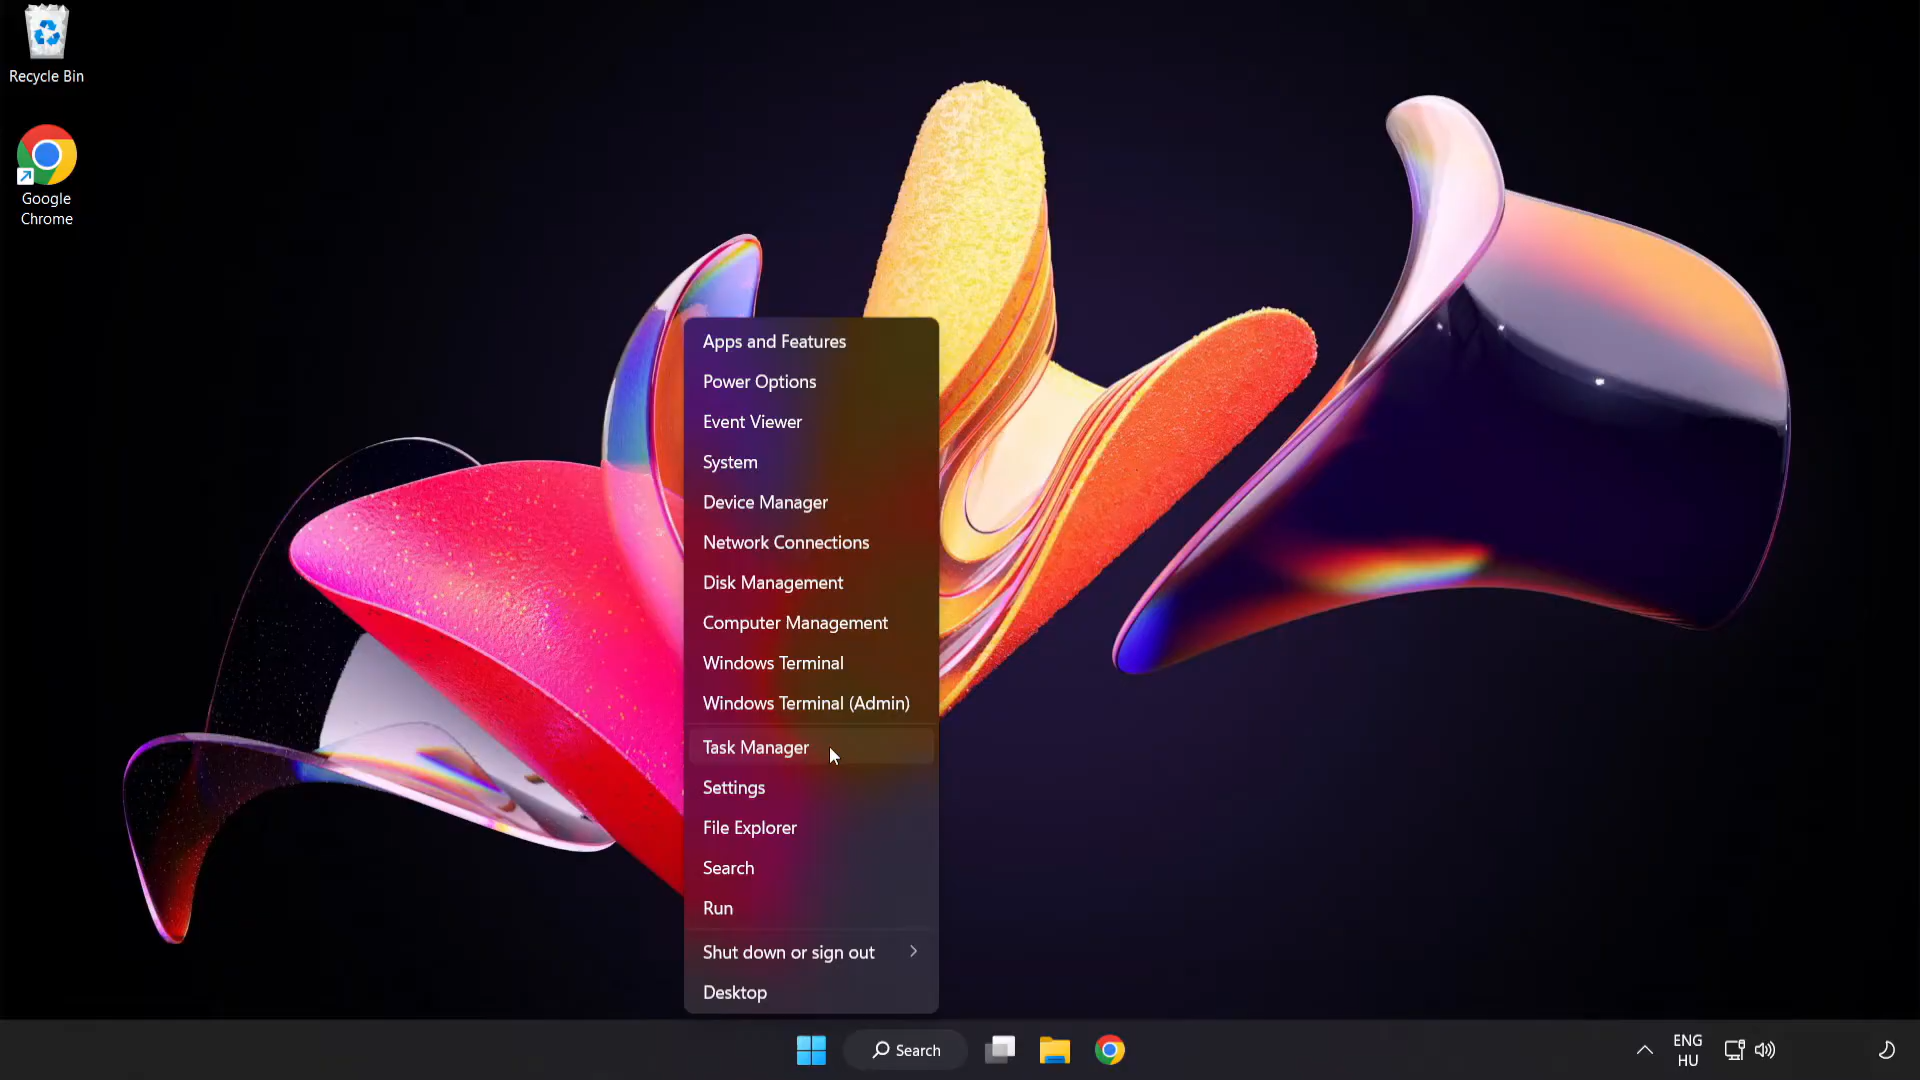 Recycle Bin
Google
Chrome
Apps and Features
Power Options
Event Viewer
System
Device Manager
Network Connections
Disk Management
Computer Management
Windows Terminal
Windows Terminal (Admin)
Task Manager
Settings
File Explorer
Search
Run
Shut down or sign out
Desktop
Search
ENG
HU